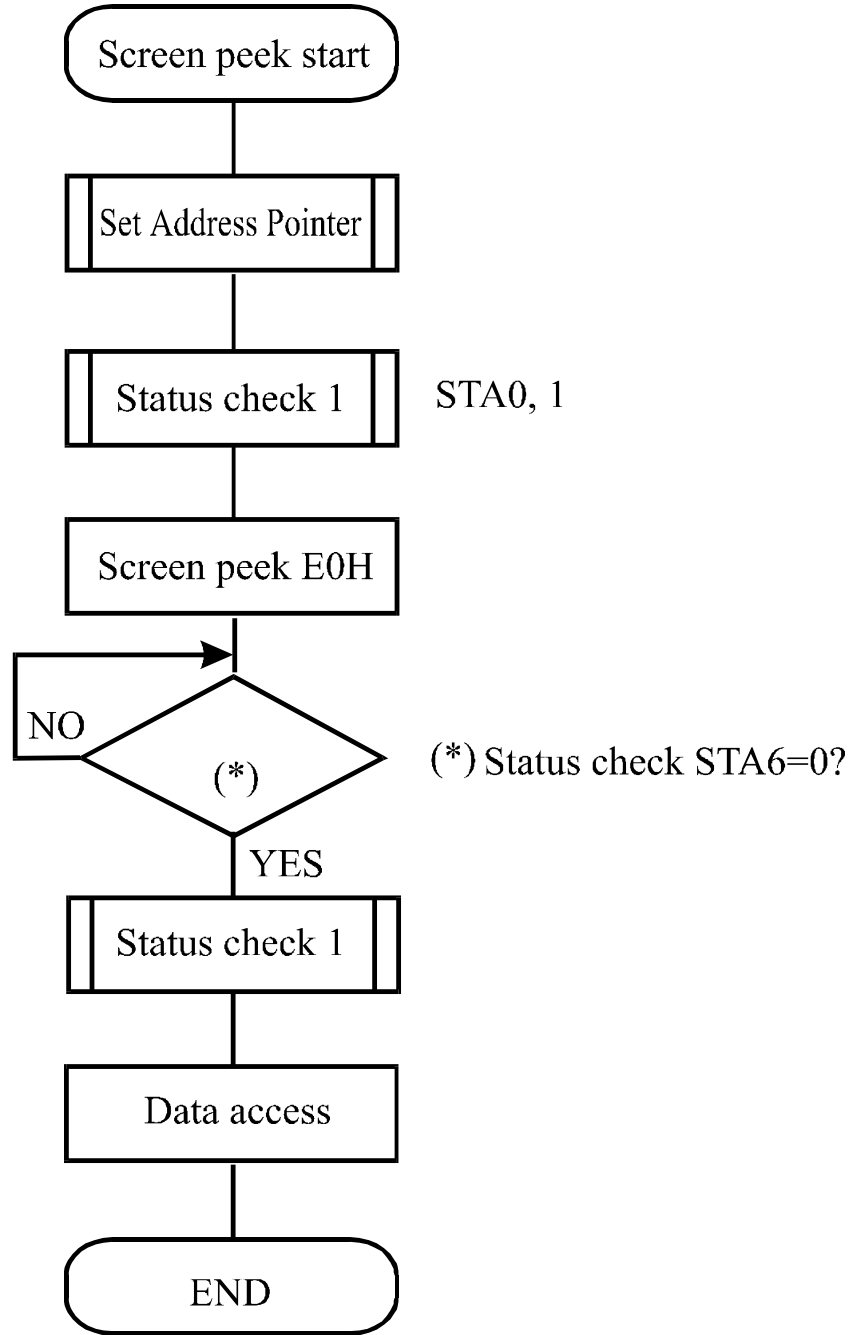 Screen peek start
Set Address Pointer
Status check 1
STA0, 1
Screen peek E0H
NO
(*)
(*) Status check STA6=0?
YES
Status check 1
Data access
END